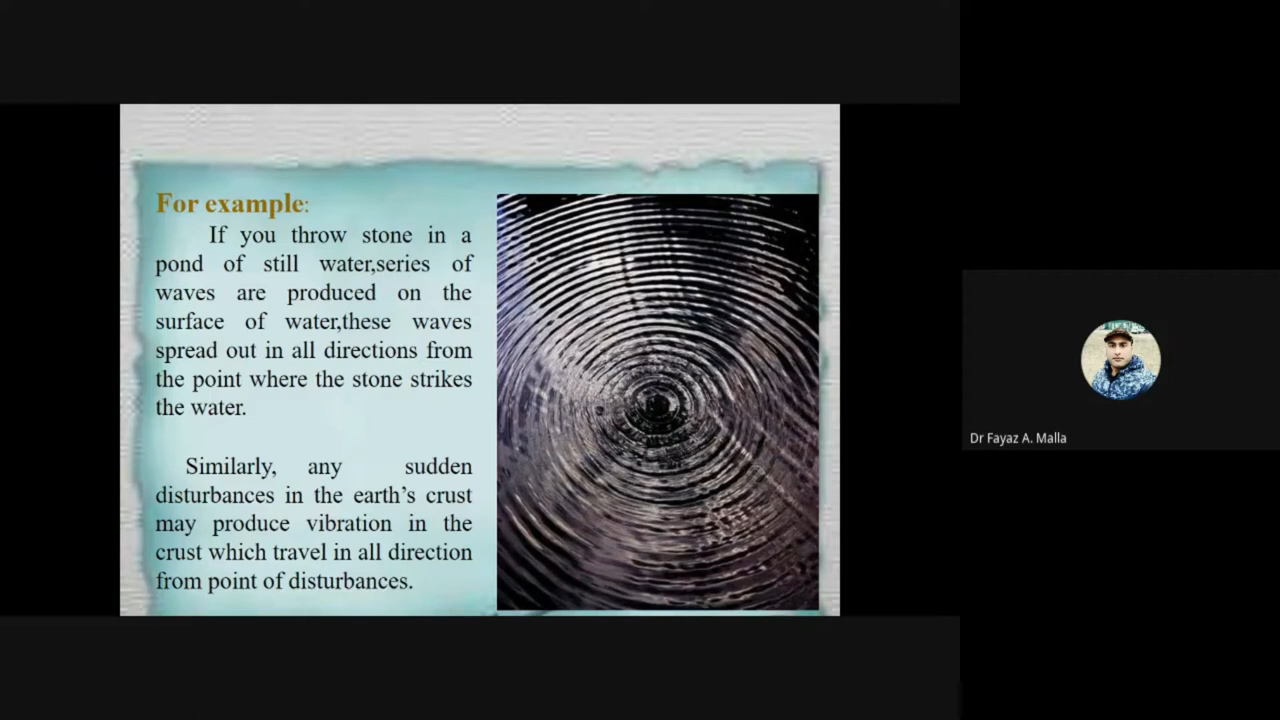 For example:
If you throw stone in a
pond of still water,series of
waves are produced on the
surface of water,these waves
spread out in all directions from
the point where the stone strikes
the water.
Similarly, any sudden
disturbances in the earth’s crust
may produce vibration in the
crust which travel in all direction
from point of disturbances.
Dr Fayaz A. Malla